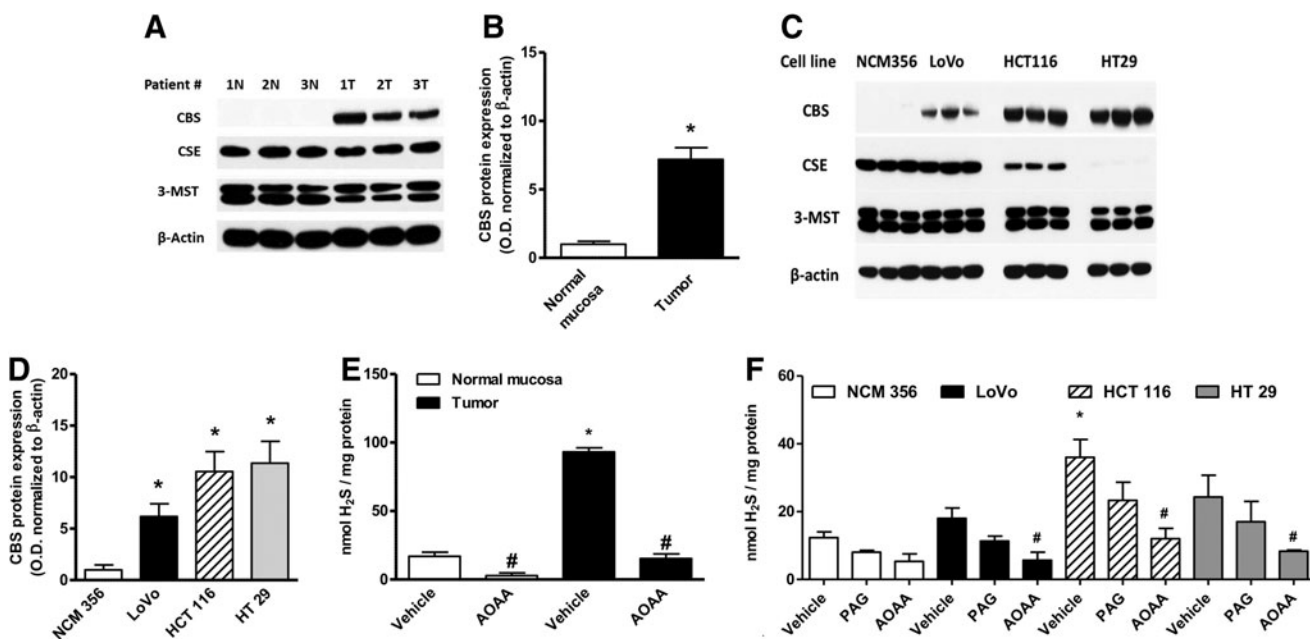 A
Patient # 1N 2N 3N 1T 2T 3T
CBS
CSE
3-MST
β-Actin
B
CBS protein expression
(O.D. normalized to β-actin)
15
10
5
0
*
Normal
mucosa
Tumor
C
Cell line NCM356 LoVo HCT116 HT29
CBS
CSE
3-MST
β-actin
D
CBS protein expression
(O.D. normalized to β-actin)
20
15
10
5
0
* * *
NCM 356 LoVo HCT 116 HT 29
E
nmol H₂S / mg protein
150
100
50
0
Normal mucosa
Tumor
# * #
Vehicle AOAA Vehicle AOAA
F
nmol H₂S / mg protein
60
40
20
0
NCM 356 LoVo HCT 116 HT 29
# * # #
Vehicle PAG AOAA Vehicle PAG AOAA Vehicle PAG AOAA Vehicle PAG AOAA